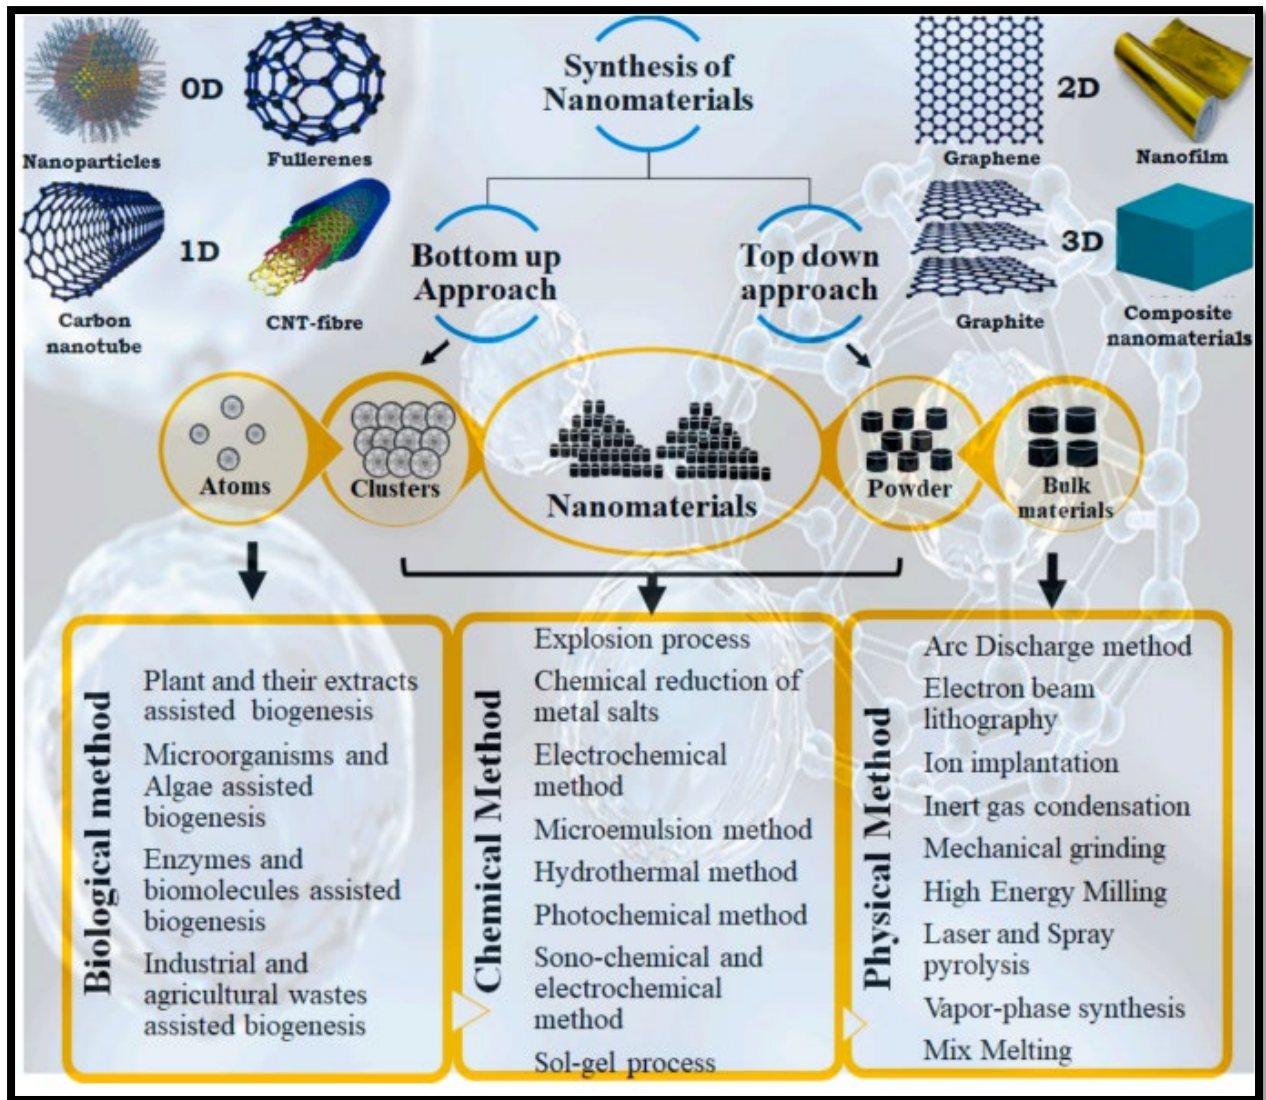 Synthesis of
Nanomaterials
0D
Nanoparticles
Fullerenes
1D
Carbon
nanotube
CNT-fibre
2D
Graphene
Nanofilm
3D
Graphite
Composite
nanomaterials
Bottom up
Approach
Top down
approach
Atoms
Clusters
Nanomaterials
Powder
Bulk
materials
Biological method
Plant and their extracts
assisted biogenesis
Microorganisms and
Algae assisted
biogenesis
Enzymes and
biomolecules assisted
biogenesis
Industrial and
agricultural wastes
assisted biogenesis
Chemical Method
Explosion process
Chemical reduction of
metal salts
Electrochemical
method
Microemulsion method
Hydrothermal method
Photochemical method
Sono-chemical and
electrochemical
method
Sol-gel process
Physical Method
Arc Discharge method
Electron beam
lithography
Ion implantation
Inert gas condensation
Mechanical grinding
High Energy Milling
Laser and Spray
pyrolysis
Vapor-phase synthesis
Mix Melting